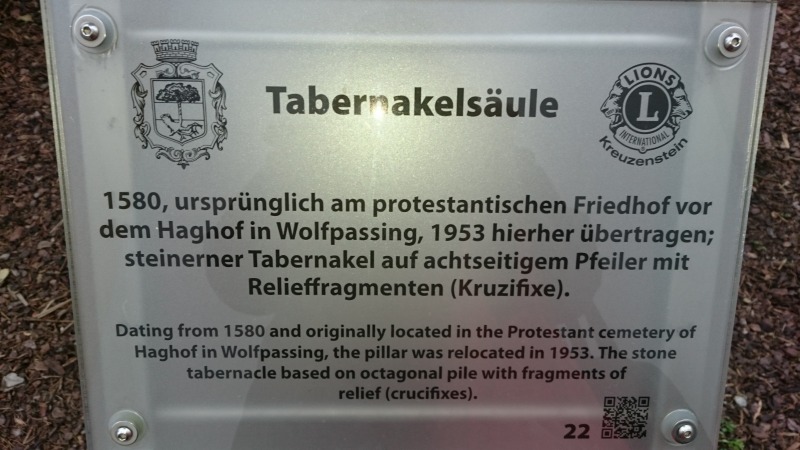 Tabernakelsäule
LIONS
L
INTERNATIONAL
Kreuzenstein
1580, ursprünglich am protestantischen Friedhof vor
dem Haghof in Wolfpassing, 1953 hierher übertragen;
steinerner Tabernakel auf achtseitigem Pfeiler mit
Relieffragmenten (Kruzifixe).
Dating from 1580 and originally located in the Protestant cemetery of
Haghof in Wolfpassing, the pillar was relocated in 1953. The stone
tabernacle based on octagonal pile with fragments of
relief (crucifixes).
22